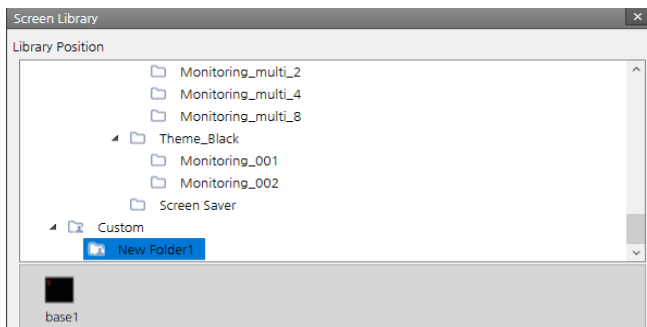 Screen Library
Library Position
Monitoring_multi_2
Monitoring_multi_4
Monitoring_multi_8
Theme_Black
Monitoring_001
Monitoring_002
Screen Saver
Custom
New Folder1
base1